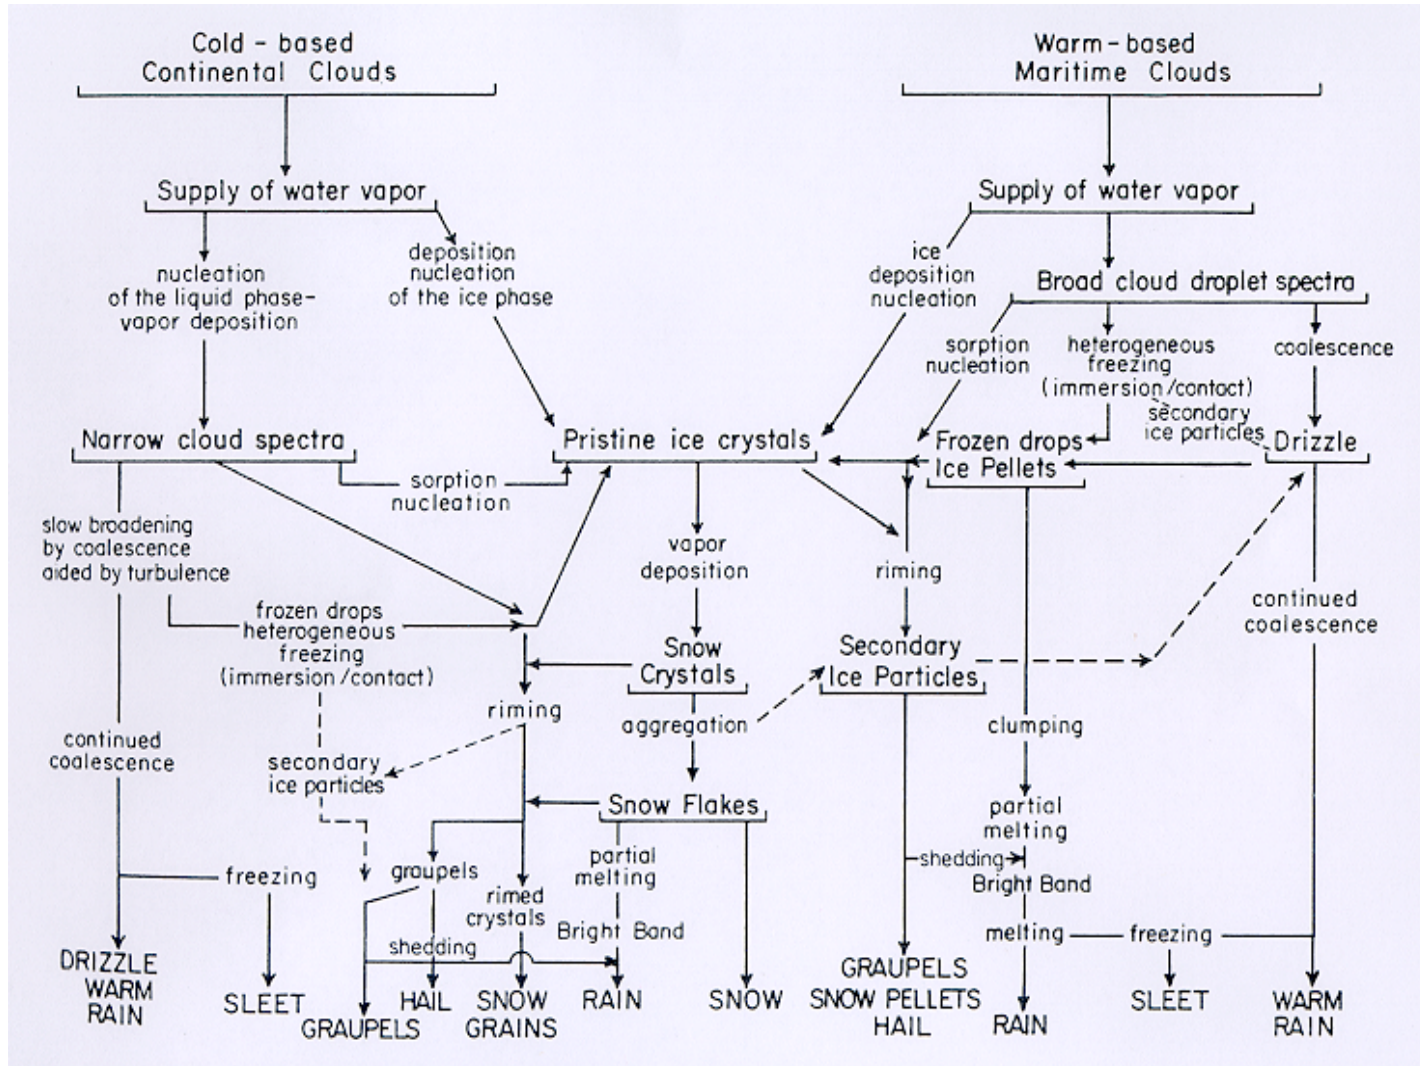 Cold - based
Continental Clouds
Warm - based
Maritime Clouds
Supply of water vapor
Supply of water vapor
nucleation
of the liquid phase-
vapor deposition
deposition
nucleation
of the ice phase
ice
deposition
nucleation
Broad cloud droplet spectra
sorption
nucleation
heterogeneous
freezing
(immersion/contact)
coalescence
secondary
ice particles
Narrow cloud spectra
Pristine ice crystals
Frozen drops
Ice Pellets
Drizzle
sorption
nucleation
slow broadening
by coalescence
aided by turbulence
vapor
deposition
riming
frozen drops
heterogeneous
freezing
(immersion/contact)
continued
coalescence
Snow
Crystals
Secondary
Ice Particles
riming
aggregation
clumping
continued
coalescence
secondary
ice particles
Snow Flakes
partial
melting
graupels
partial
melting
shedding
Bright Band
freezing
rimed
crystals
Bright Band
shedding
melting
freezing
DRIZZLE
WARM
RAIN
SLEET
GRAUPELS
HAIL
SNOW
GRAINS
RAIN
SNOW
GRAUPELS
SNOW PELLETS
HAIL
RAIN
SLEET
WARM
RAIN